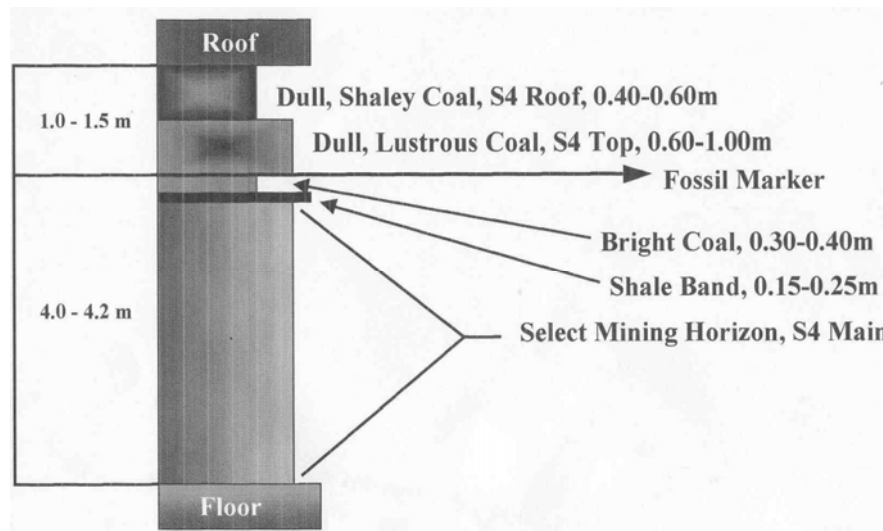 Roof
Dull, Shaley Coal, S4 Roof, 0.40-0.60m
1.0 - 1.5 m
Dull, Lustrous Coal, S4 Top, 0.60-1.00m
Fossil Marker
Bright Coal, 0.30-0.40m
Shale Band, 0.15-0.25m
4.0 - 4.2 m
Select Mining Horizon, S4 Main
Floor